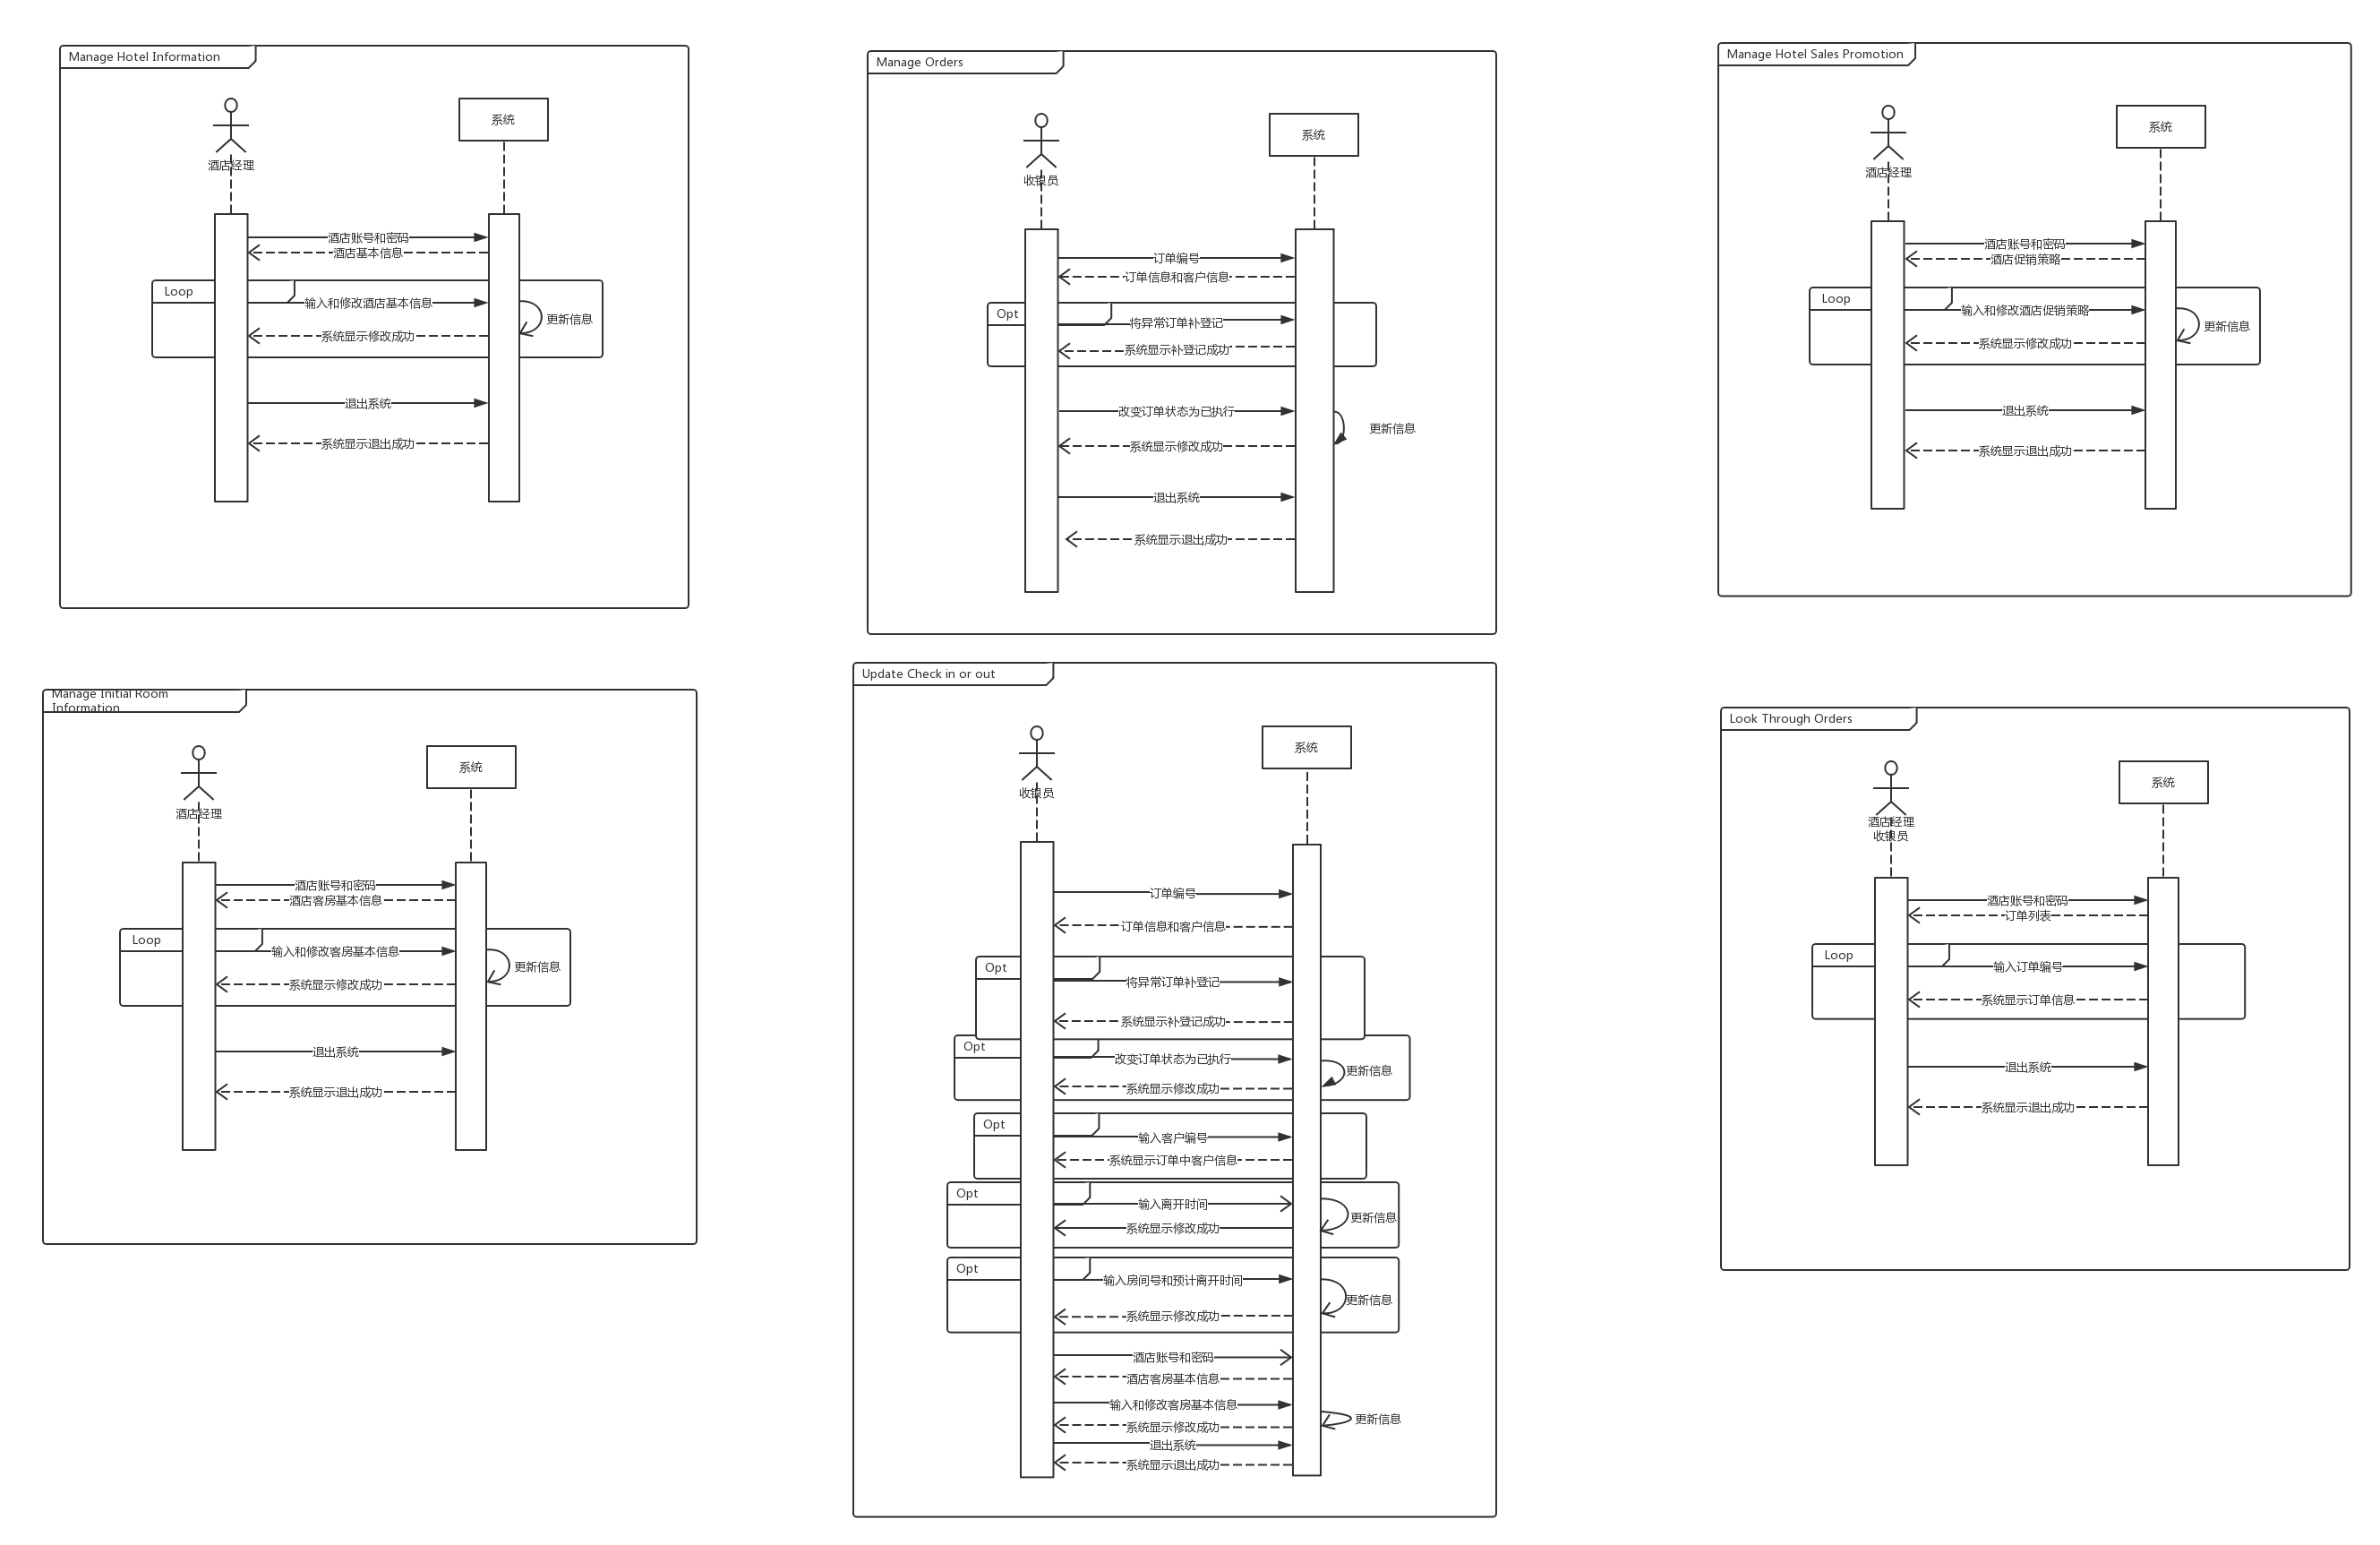 Manage Hotel Information
系统
酒店经理
酒店账号和密码
酒店基本信息
Loop
输入和修改酒店基本信息
更新信息
系统显示修改成功
退出系统
系统显示退出成功
Manage Orders
系统
收银员
订单编号
订单信息和客户信息
Opt
将异常订单补登记
系统显示补登记成功
改变订单状态为已执行
更新信息
系统显示修改成功
退出系统
系统显示退出成功
Manage Hotel Sales Promotion
系统
酒店经理
酒店账号和密码
酒店促销策略
Loop
输入和修改酒店促销策略
更新信息
系统显示修改成功
退出系统
系统显示退出成功
Manage Initial Room
Information
系统
酒店经理
酒店账号和密码
酒店客房基本信息
Loop
输入和修改客房基本信息
更新信息
系统显示修改成功
退出系统
系统显示退出成功
Update Check in or out
系统
收银员
订单编号
订单信息和客户信息
Opt
将异常订单补登记
系统显示补登记成功
Opt
改变订单状态为已执行
更新信息
系统显示修改成功
Opt
输入客户编号
系统显示订单中客户信息
Opt
输入离开时间
更新信息
系统显示修改成功
Opt
输入房间号和预计离开时间
更新信息
系统显示修改成功
酒店账号和密码
酒店客房基本信息
输入和修改客房基本信息
更新信息
系统显示修改成功
退出系统
系统显示退出成功
Look Through Orders
系统
酒店经理
收银员
酒店账号和密码
订单列表
Loop
输入订单编号
系统显示订单信息
退出系统
系统显示退出成功